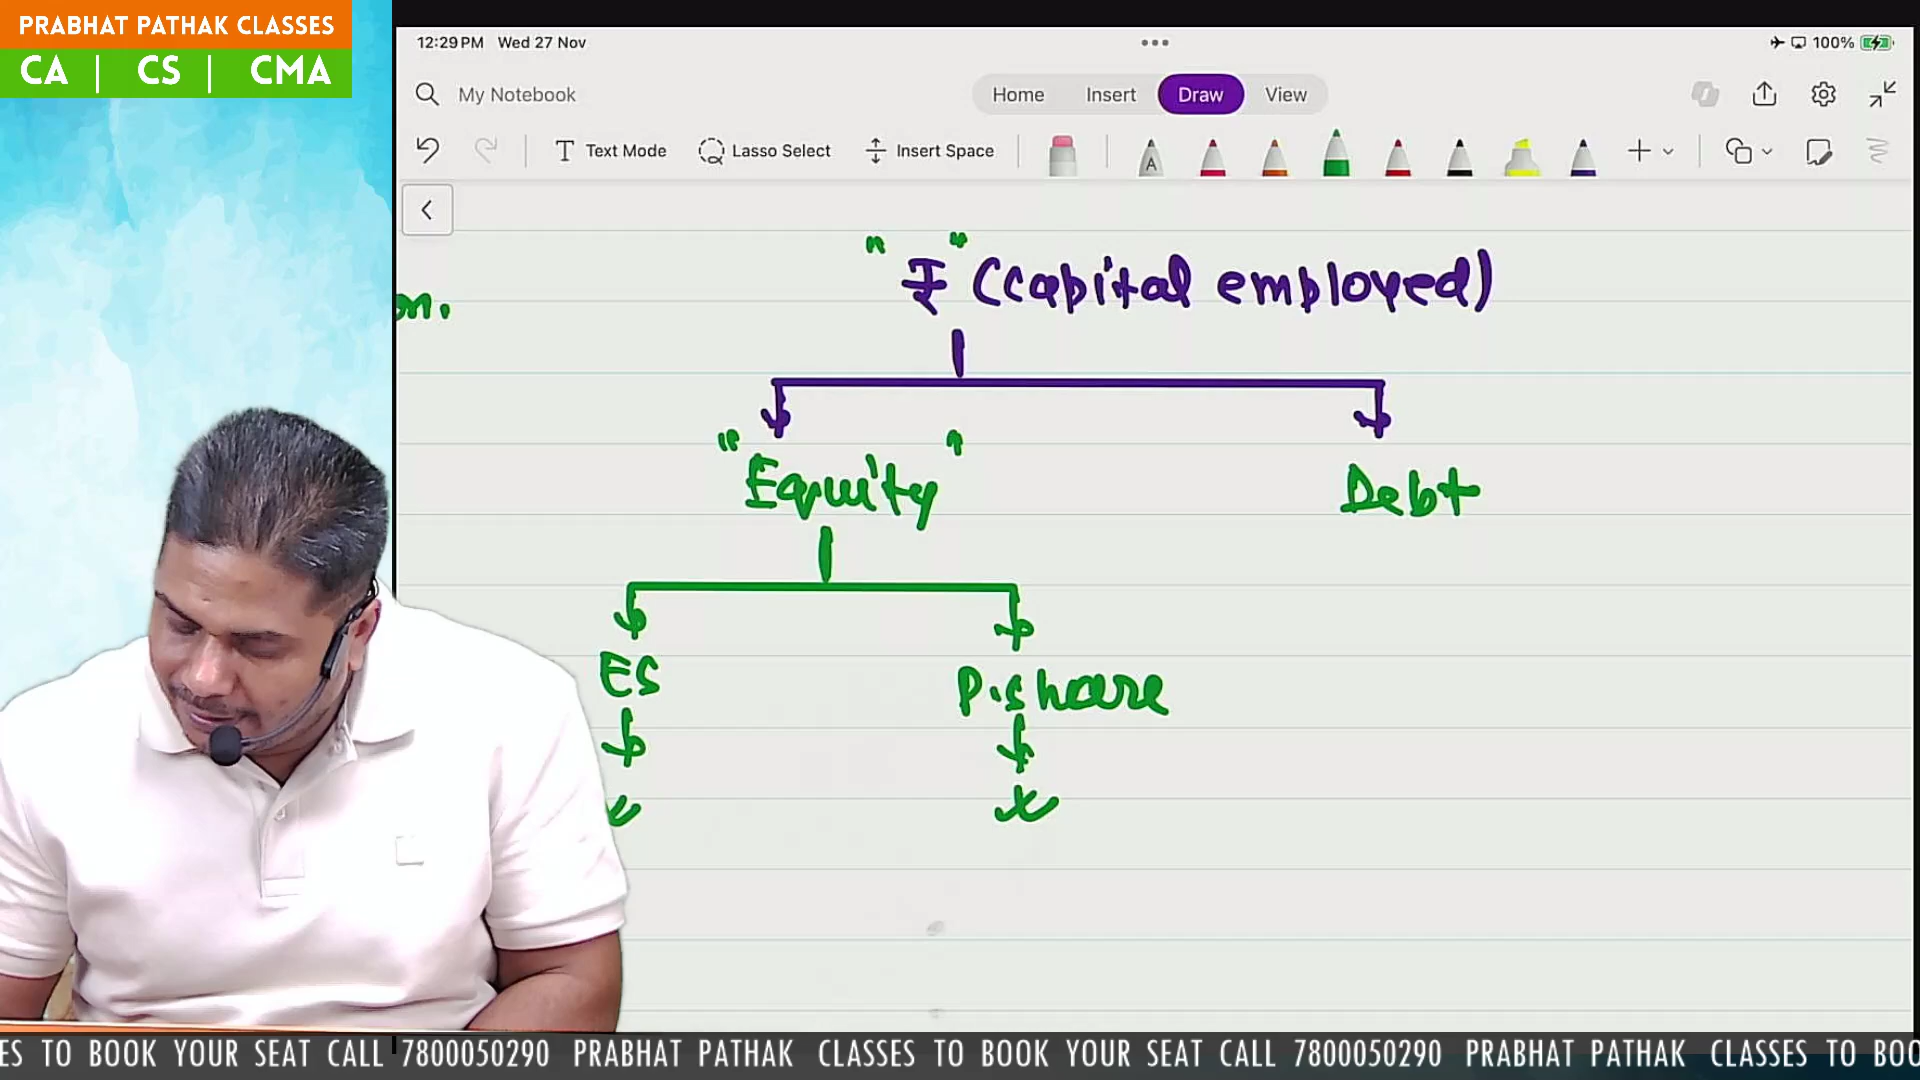 PRABHAT PATHAK CLASSES
CA | CS | CMA
12:29 PM Wed 27 Nov
100%
My Notebook
Home Insert Draw View
Text Mode Lasso Select Insert Space
A
" ₹ " (capital employed)
on.
"Equity" Debt
ES P.share
ES TO BOOK YOUR SEAT CALL 7800050290 PRABHAT PATHAK CLASSES TO BOOK YOUR SEAT CALL 7800050290 PRABHAT PATHAK CLASSES TO BOO